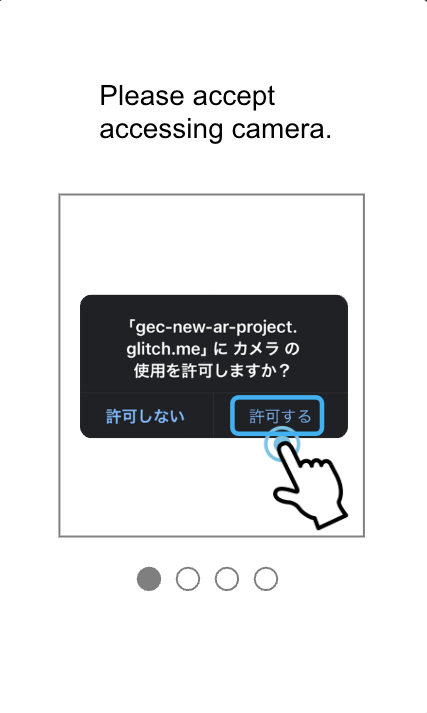 Please accept
accessing camera.
「gec-new-ar-project.
glitch.me」に カメラ の
使用を許可しますか？
許可しない
許可する